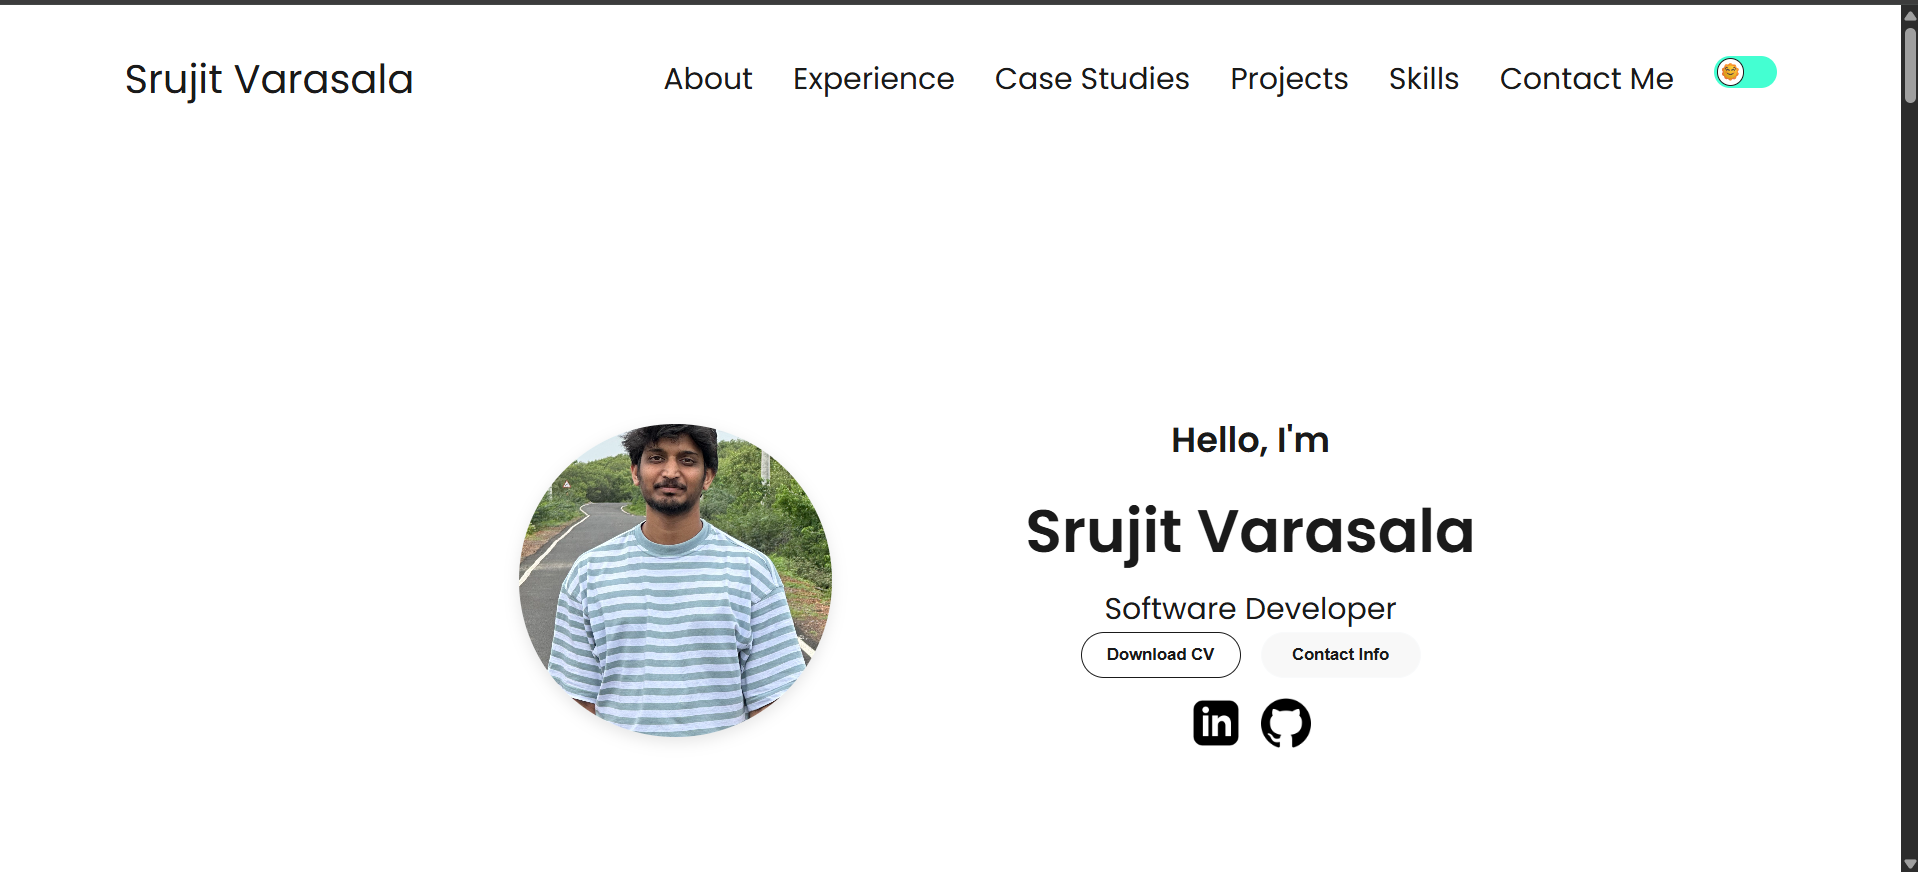 Srujit Varasala
About Experience Case Studies Projects Skills Contact Me
Hello, I'm
Srujit Varasala
Software Developer
Download CV Contact Info
in